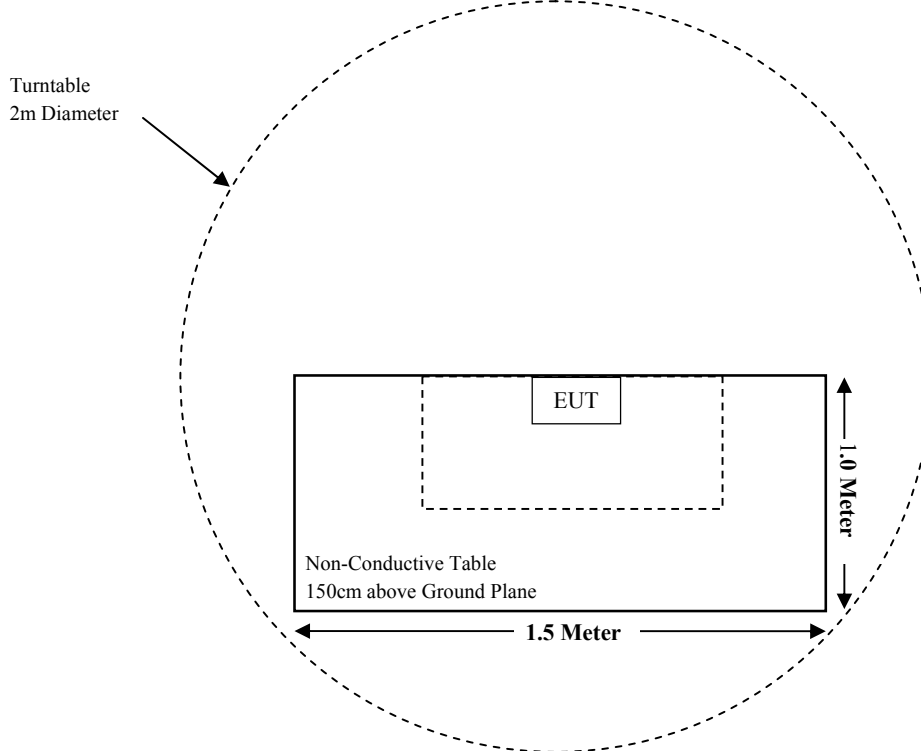 Turntable
2m Diameter
EUT
1.0 Meter
Non-Conductive Table
150cm above Ground Plane
1.5 Meter